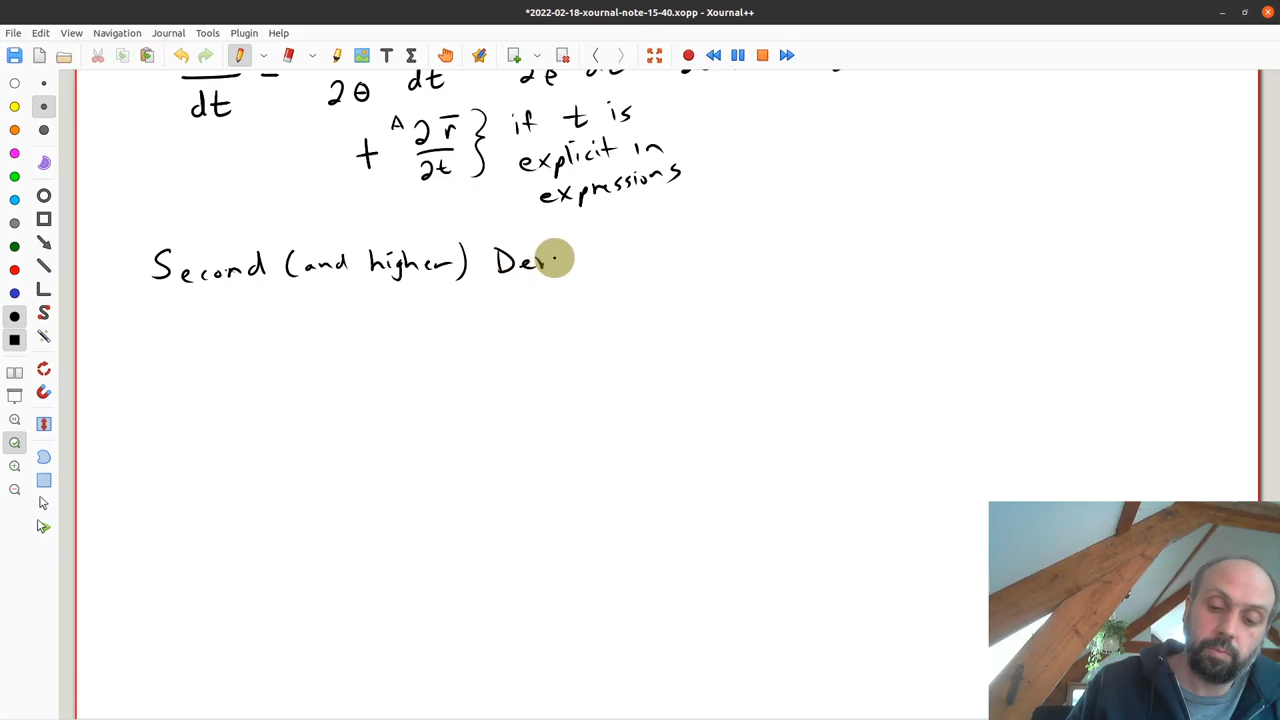 *2022-02-18-xournal-note-15-40.xopp - Xournal++
File Edit View Navigation Journal Tools Plugin Help
dt = 2θ dt
+ A ∂r̄ } if t is
∂t explicit in
expressions
Second (and higher) Der